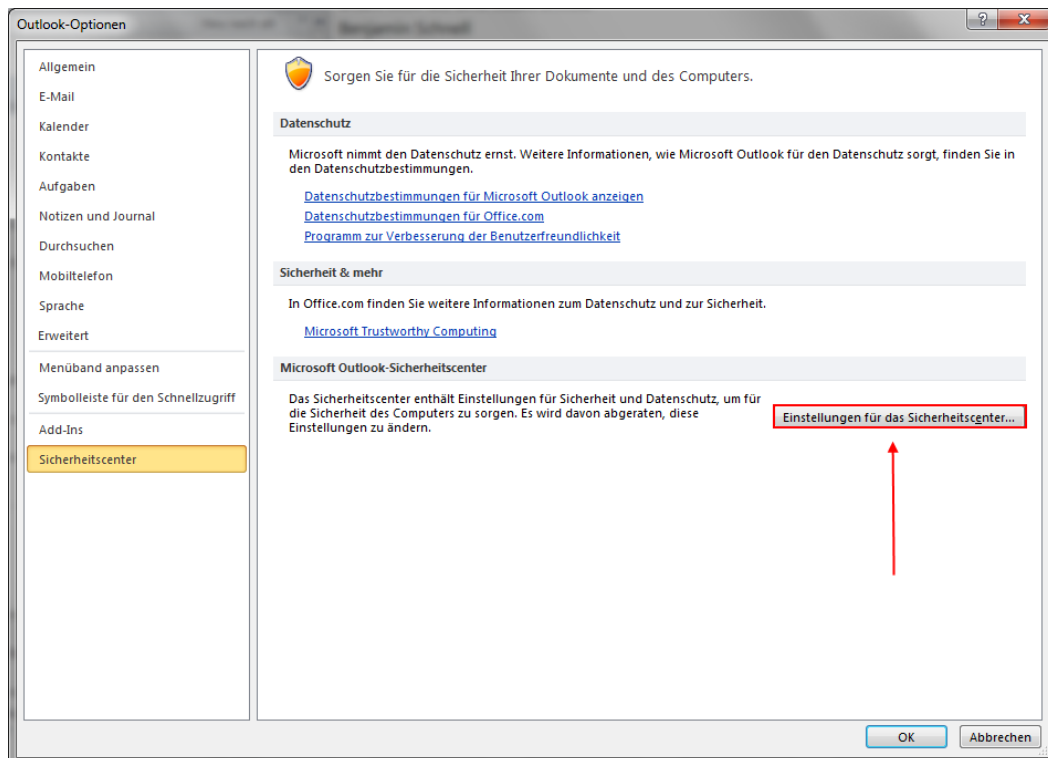 Outlook-Optionen
?
Allgemein
E-Mail
Kalender
Kontakte
Aufgaben
Notizen und Journal
Durchsuchen
Mobiltelefon
Sprache
Erweitert
Menüband anpassen
Symbolleiste für den Schnellzugriff
Add-Ins
Sicherheitscenter
Sorgen Sie für die Sicherheit Ihrer Dokumente und des Computers.
Datenschutz
Microsoft nimmt den Datenschutz ernst. Weitere Informationen, wie Microsoft Outlook für den Datenschutz sorgt, finden Sie in
den Datenschutzbestimmungen.
Datenschutzbestimmungen für Microsoft Outlook anzeigen
Datenschutzbestimmungen für Office.com
Programm zur Verbesserung der Benutzerfreundlichkeit
Sicherheit & mehr
In Office.com finden Sie weitere Informationen zum Datenschutz und zur Sicherheit.
Microsoft Trustworthy Computing
Microsoft Outlook-Sicherheitscenter
Das Sicherheitscenter enthält Einstellungen für Sicherheit und Datenschutz, um für
die Sicherheit des Computers zu sorgen. Es wird davon abgeraten, diese
Einstellungen zu ändern.
Einstellungen für das Sicherheitscenter...
OK
Abbrechen